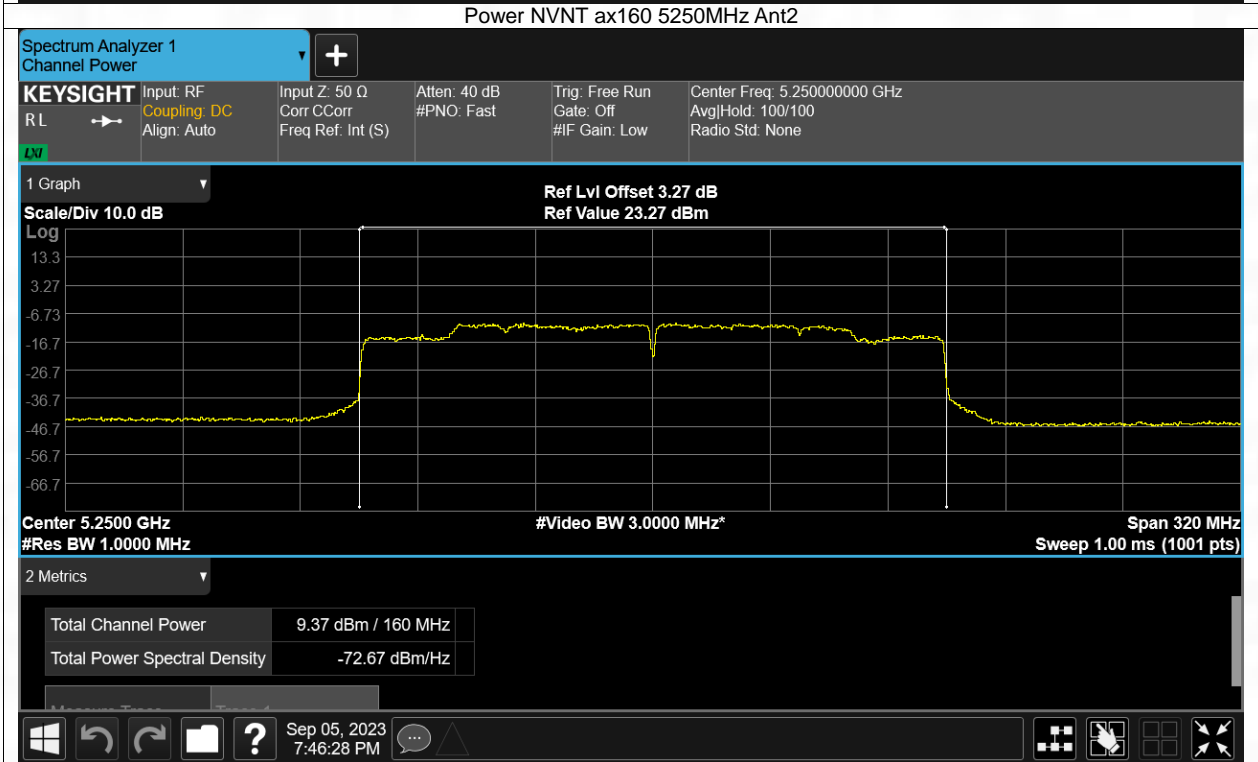 Power NVNT ax160 5250MHz Ant2
Spectrum Analyzer 1
Channel Power
KEYSIGHT
RL
LXI
Input: RF
Coupling: DC
Align: Auto
Input Z: 50 Ω
Corr CCorr
Freq Ref: Int (S)
Atten: 40 dB
#PNO: Fast
Trig: Free Run
Gate: Off
#IF Gain: Low
Center Freq: 5.250000000 GHz
Avg|Hold: 100/100
Radio Std: None
1 Graph
Scale/Div 10.0 dB
Ref Lvl Offset 3.27 dB
Ref Value 23.27 dBm
Log
13.3
3.27
-6.73
-16.7
-26.7
-36.7
-46.7
-56.7
-66.7
Center 5.2500 GHz
#Res BW 1.0000 MHz
#Video BW 3.0000 MHz*
Span 320 MHz
Sweep 1.00 ms (1001 pts)
2 Metrics
Total Channel Power 9.37 dBm / 160 MHz
Total Power Spectral Density -72.67 dBm/Hz
?
Sep 05, 2023
7:46:28 PM